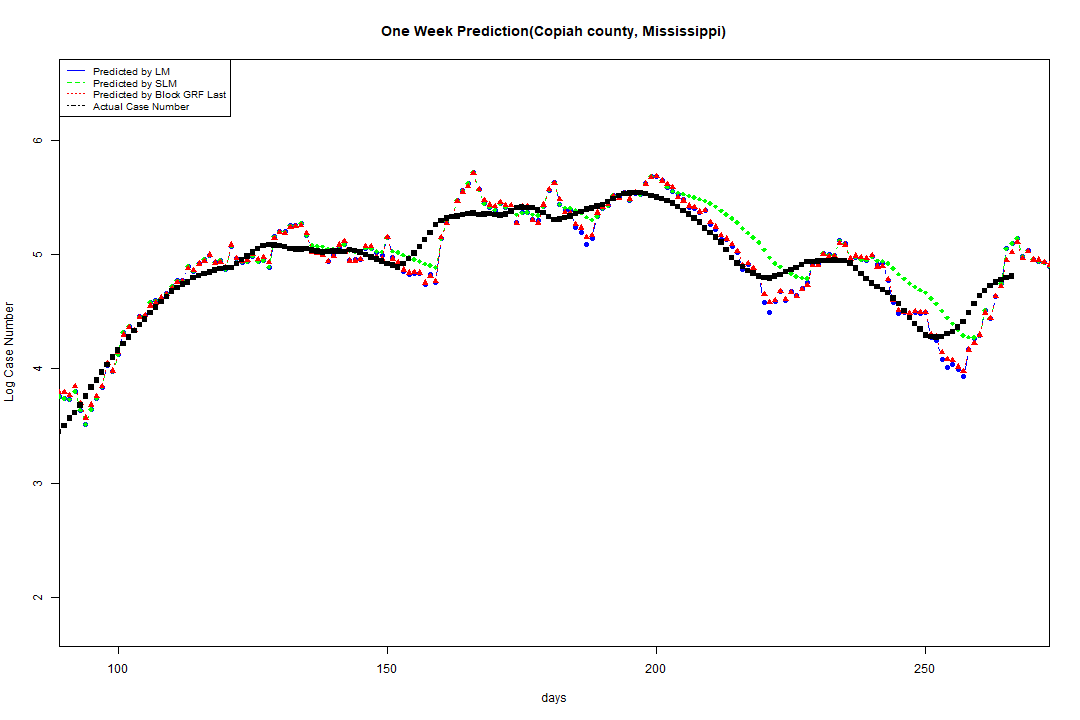 One Week Prediction(Copiah county, Mississippi)
Predicted by LM
Predicted by SLM
Predicted by Block GRF Last
Actual Case Number
6
5
4
3
2
Log Case Number
100 150 200 250
days